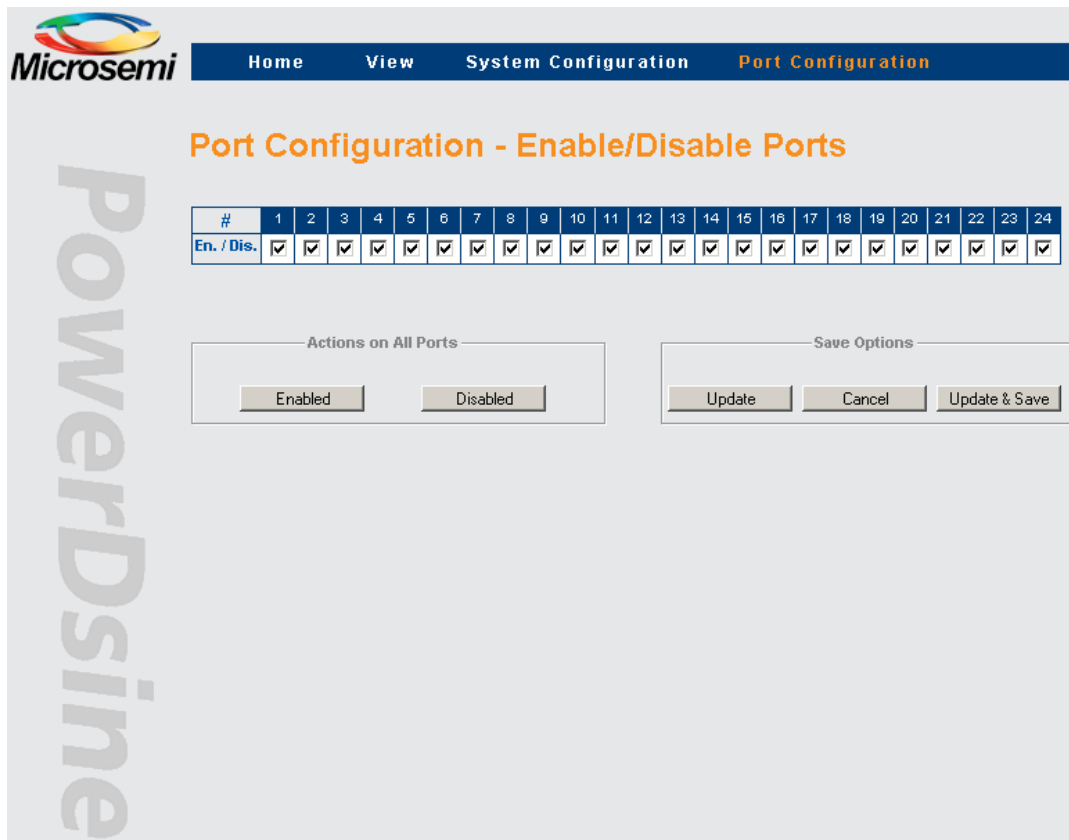 Microsemi
Home View System Configuration Port Configuration
PowerDsine
Port Configuration - Enable/Disable Ports
# 1 2 3 4 5 6 7 8 9 10 11 12 13 14 15 16 17 18 19 20 21 22 23 24
En. / Dis.
Actions on All Ports
Enabled Disabled
Save Options
Update Cancel Update & Save